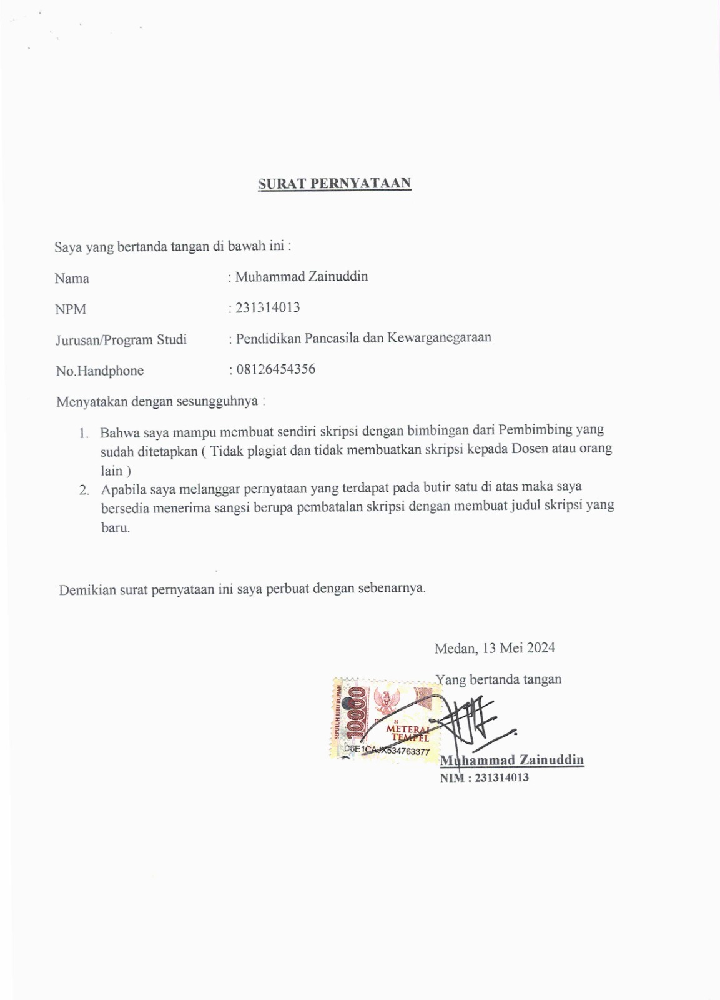 SURAT PERNYATAAN
Saya yang bertanda tangan di bawah ini :
Nama : Muhammad Zainuddin
NPM : 231314013
Jurusan/Program Studi : Pendidikan Pancasila dan Kewarganegaraan
No.Handphone : 08126454356
Menyatakan dengan sesungguhnya :
1. Bahwa saya mampu membuat sendiri skripsi dengan bimbingan dari Pembimbing yang
sudah ditetapkan ( Tidak plagiat dan tidak membuatkan skripsi kepada Dosen atau orang
lain )
2. Apabila saya melanggar pernyataan yang terdapat pada butir satu di atas maka saya
bersedia menerima sangsi berupa pembatalan skripsi dengan membuat judul skripsi yang
baru.
Demikian surat pernyataan ini saya perbuat dengan sebenarnya.
Medan, 13 Mei 2024
Yang bertanda tangan
SEPULUH RIBU RUPIAH
10000
20
METERAI
TEMPEL
Muhammad Zainuddin
NIM : 231314013